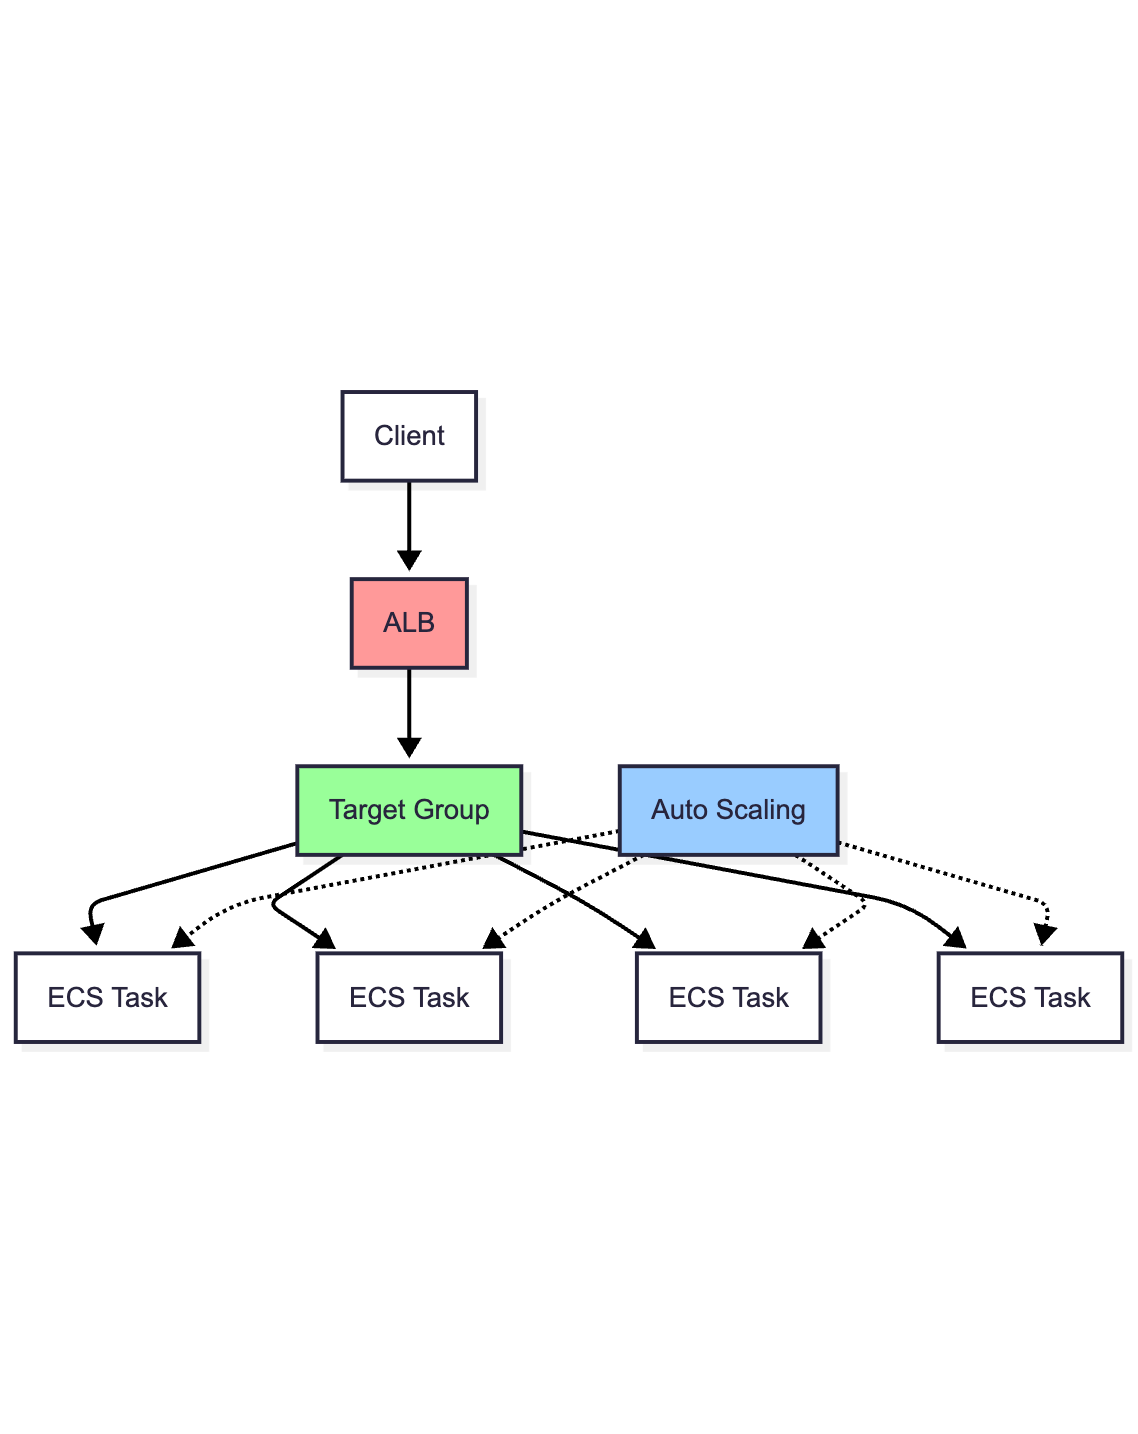 Client
ALB
Target Group
Auto Scaling
ECS Task
ECS Task
ECS Task
ECS Task